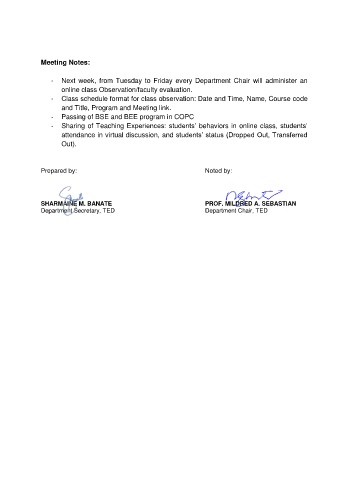 Meeting Notes:
- Next week, from Tuesday to Friday every Department Chair will administer an
online class Observation/faculty evaluation.
- Class schedule format for class observation: Date and Time, Name, Course code
and Title, Program and Meeting link.
- Passing of BSE and BEE program in COPC
- Sharing of Teaching Experiences: students' behaviors in online class, students'
attendance in virtual discussion, and students' status (Dropped Out, Transferred
Out).
Prepared by: Noted by:
SHARMAINE M. BANATE PROF. MILDRED A. SEBASTIAN
Department Secretary, TED Department Chair, TED